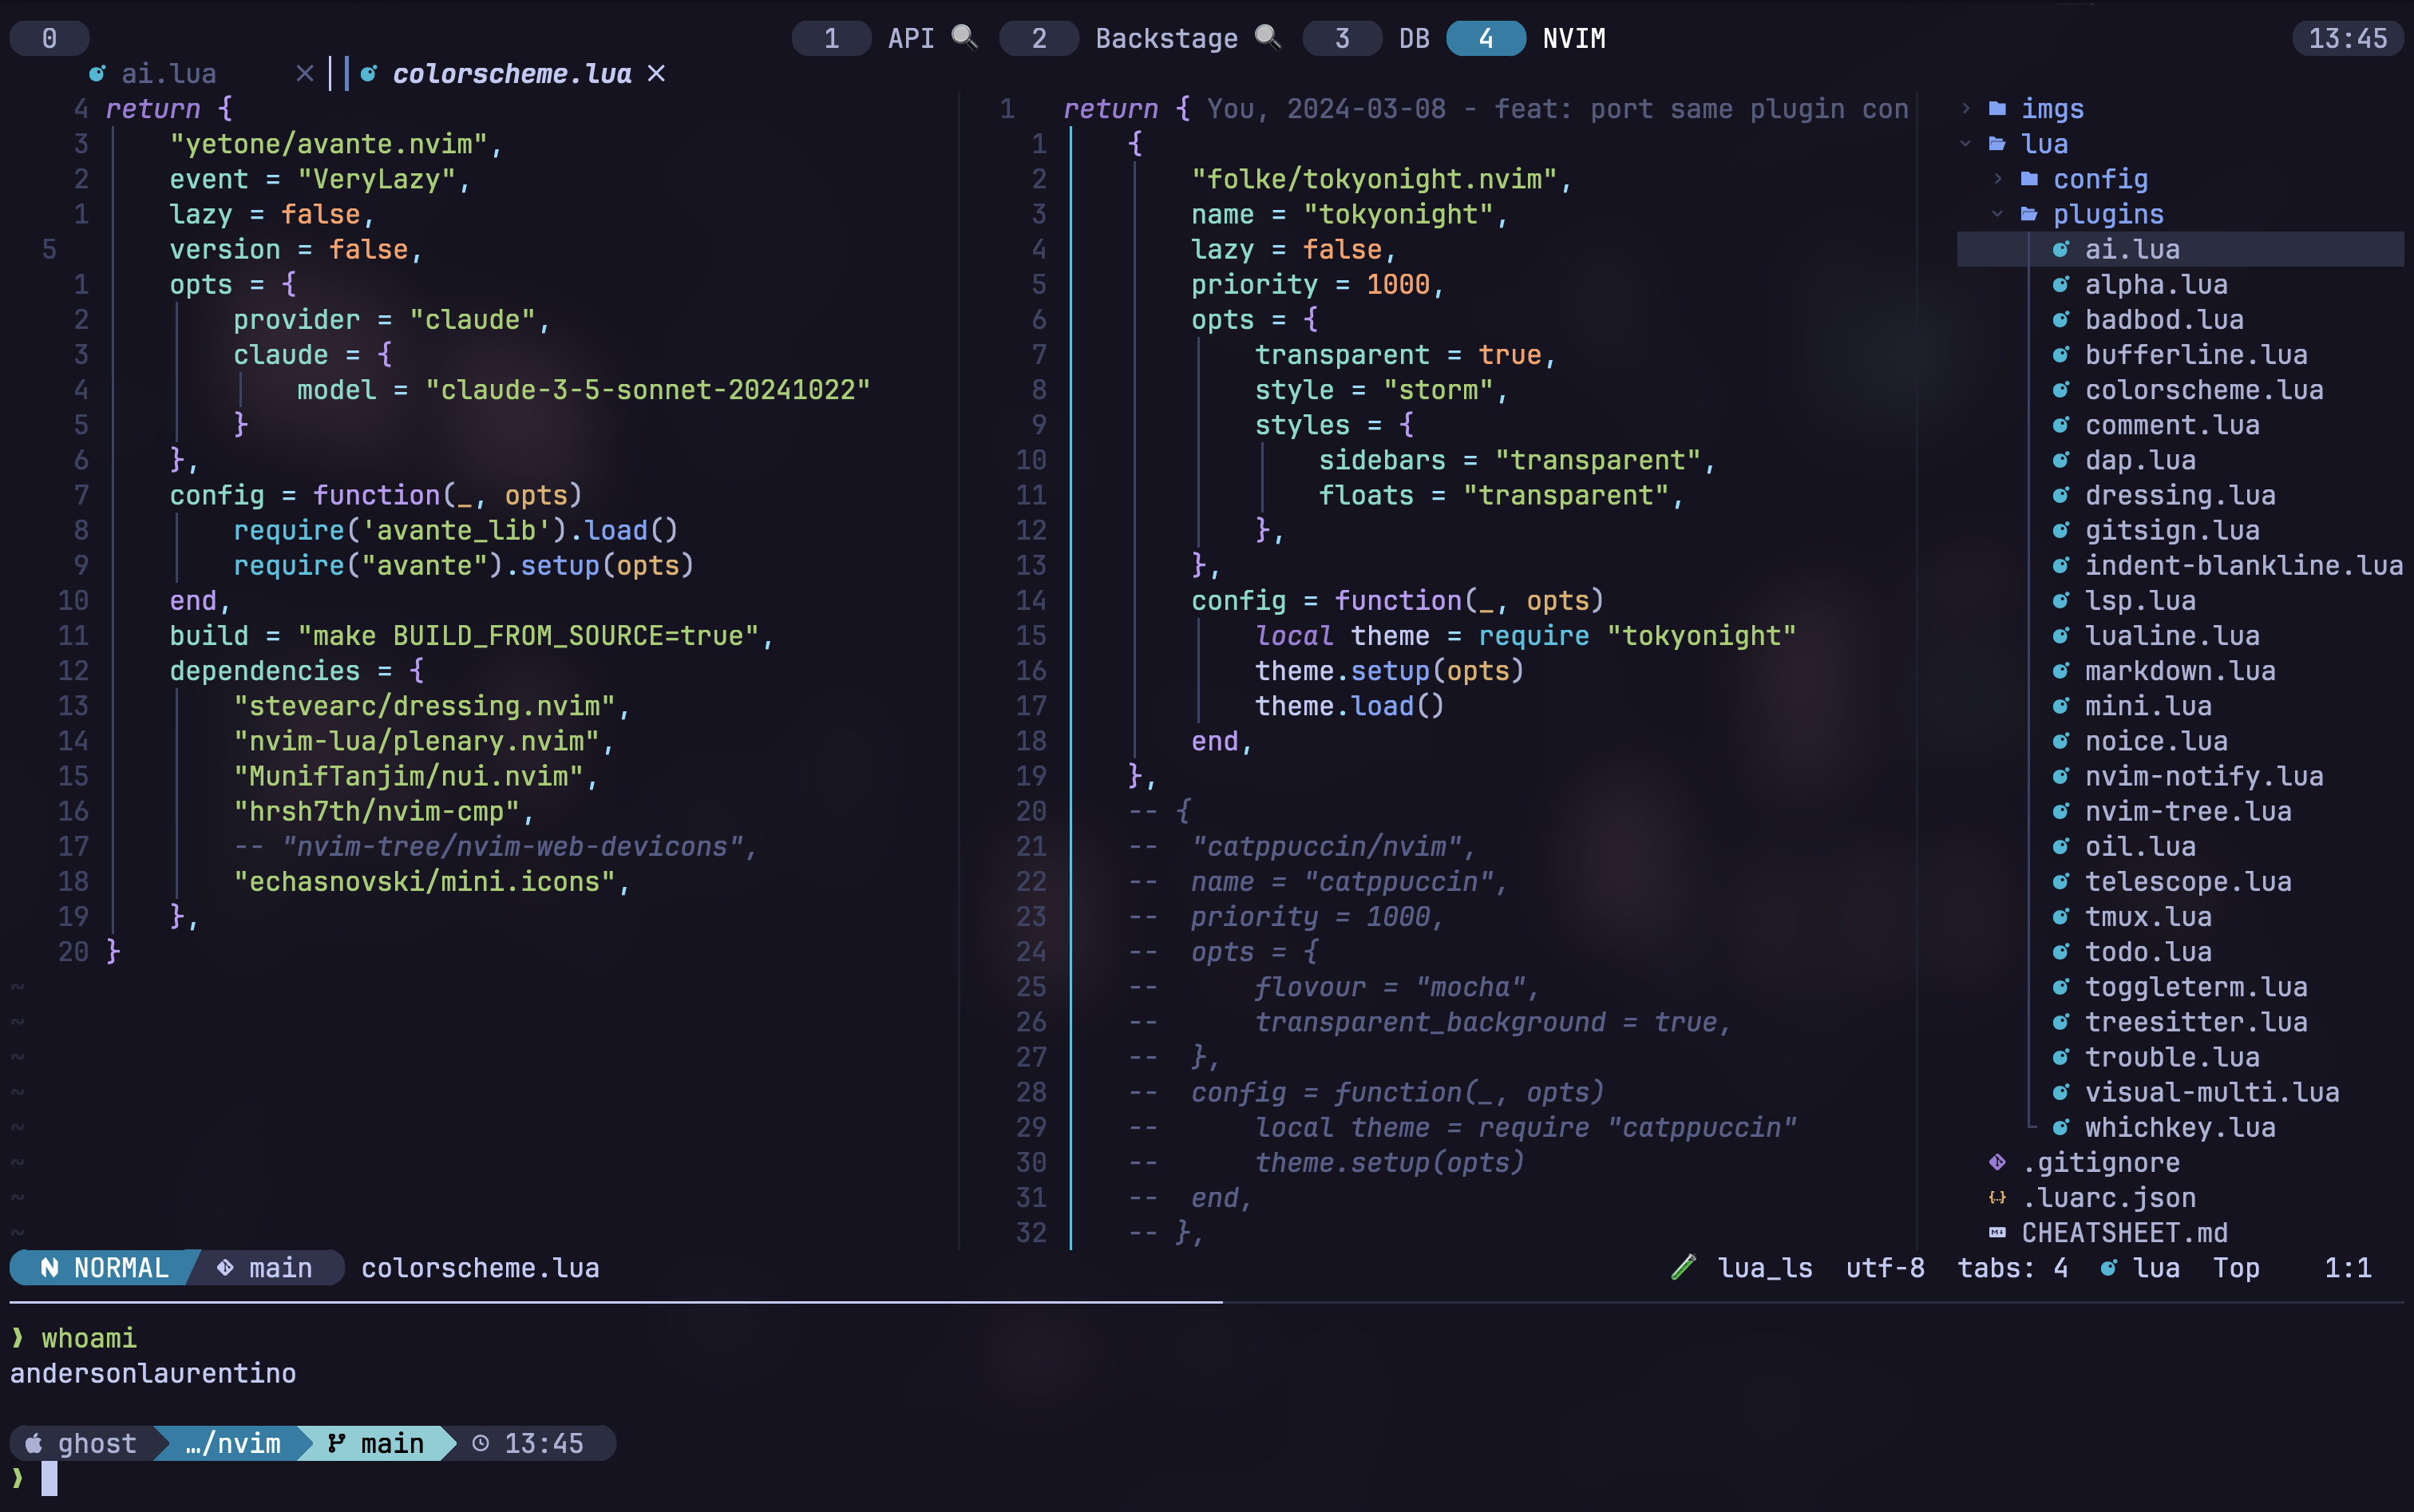 0 1 API 2 Backstage 3 DB 4 NVIM 13:45
ai.lua × colorscheme.lua ×
4 return {
3 "yetone/avante.nvim",
2 event = "VeryLazy",
1 lazy = false,
5 version = false,
1 opts = {
2 provider = "claude",
3 claude = {
4 model = "claude-3-5-sonnet-20241022"
5 }
6 },
7 config = function(_, opts)
8 require('avante_lib').load()
9 require("avante").setup(opts)
10 end,
11 build = "make BUILD_FROM_SOURCE=true",
12 dependencies = {
13 "stevearc/dressing.nvim",
14 "nvim-lua/plenary.nvim",
15 "MunifTanjim/nui.nvim",
16 "hrsh7th/nvim-cmp",
17 -- "nvim-tree/nvim-web-devicons",
18 "echasnovski/mini.icons",
19 },
20 }
~
~
~
~
~
~
~
~
1 return { You, 2024-03-08 - feat: port same plugin con
1 {
2 "folke/tokyonight.nvim",
3 name = "tokyonight",
4 lazy = false,
5 priority = 1000,
6 opts = {
7 transparent = true,
8 style = "storm",
9 styles = {
10 sidebars = "transparent",
11 floats = "transparent",
12 },
13 },
14 config = function(_, opts)
15 local theme = require "tokyonight"
16 theme.setup(opts)
17 theme.load()
18 end,
19 },
20 -- {
21 -- "catppuccin/nvim",
22 -- name = "catppuccin",
23 -- priority = 1000,
24 -- opts = {
25 -- flovour = "mocha",
26 -- transparent_background = true,
27 -- },
28 -- config = function(_, opts)
29 -- local theme = require "catppuccin"
30 -- theme.setup(opts)
31 -- end,
32 -- },
imgs
lua
config
plugins
ai.lua
alpha.lua
badbod.lua
bufferline.lua
colorscheme.lua
comment.lua
dap.lua
dressing.lua
gitsign.lua
indent-blankline.lua
lsp.lua
lualine.lua
markdown.lua
mini.lua
noice.lua
nvim-notify.lua
nvim-tree.lua
oil.lua
telescope.lua
tmux.lua
todo.lua
toggleterm.lua
treesitter.lua
trouble.lua
visual-multi.lua
whichkey.lua
.gitignore
.luarc.json
CHEATSHEET.md
NORMAL main colorscheme.lua lua_ls utf-8 tabs: 4 lua Top 1:1
❯ whoami
andersonlaurentino
ghost …/nvim main 13:45
❯